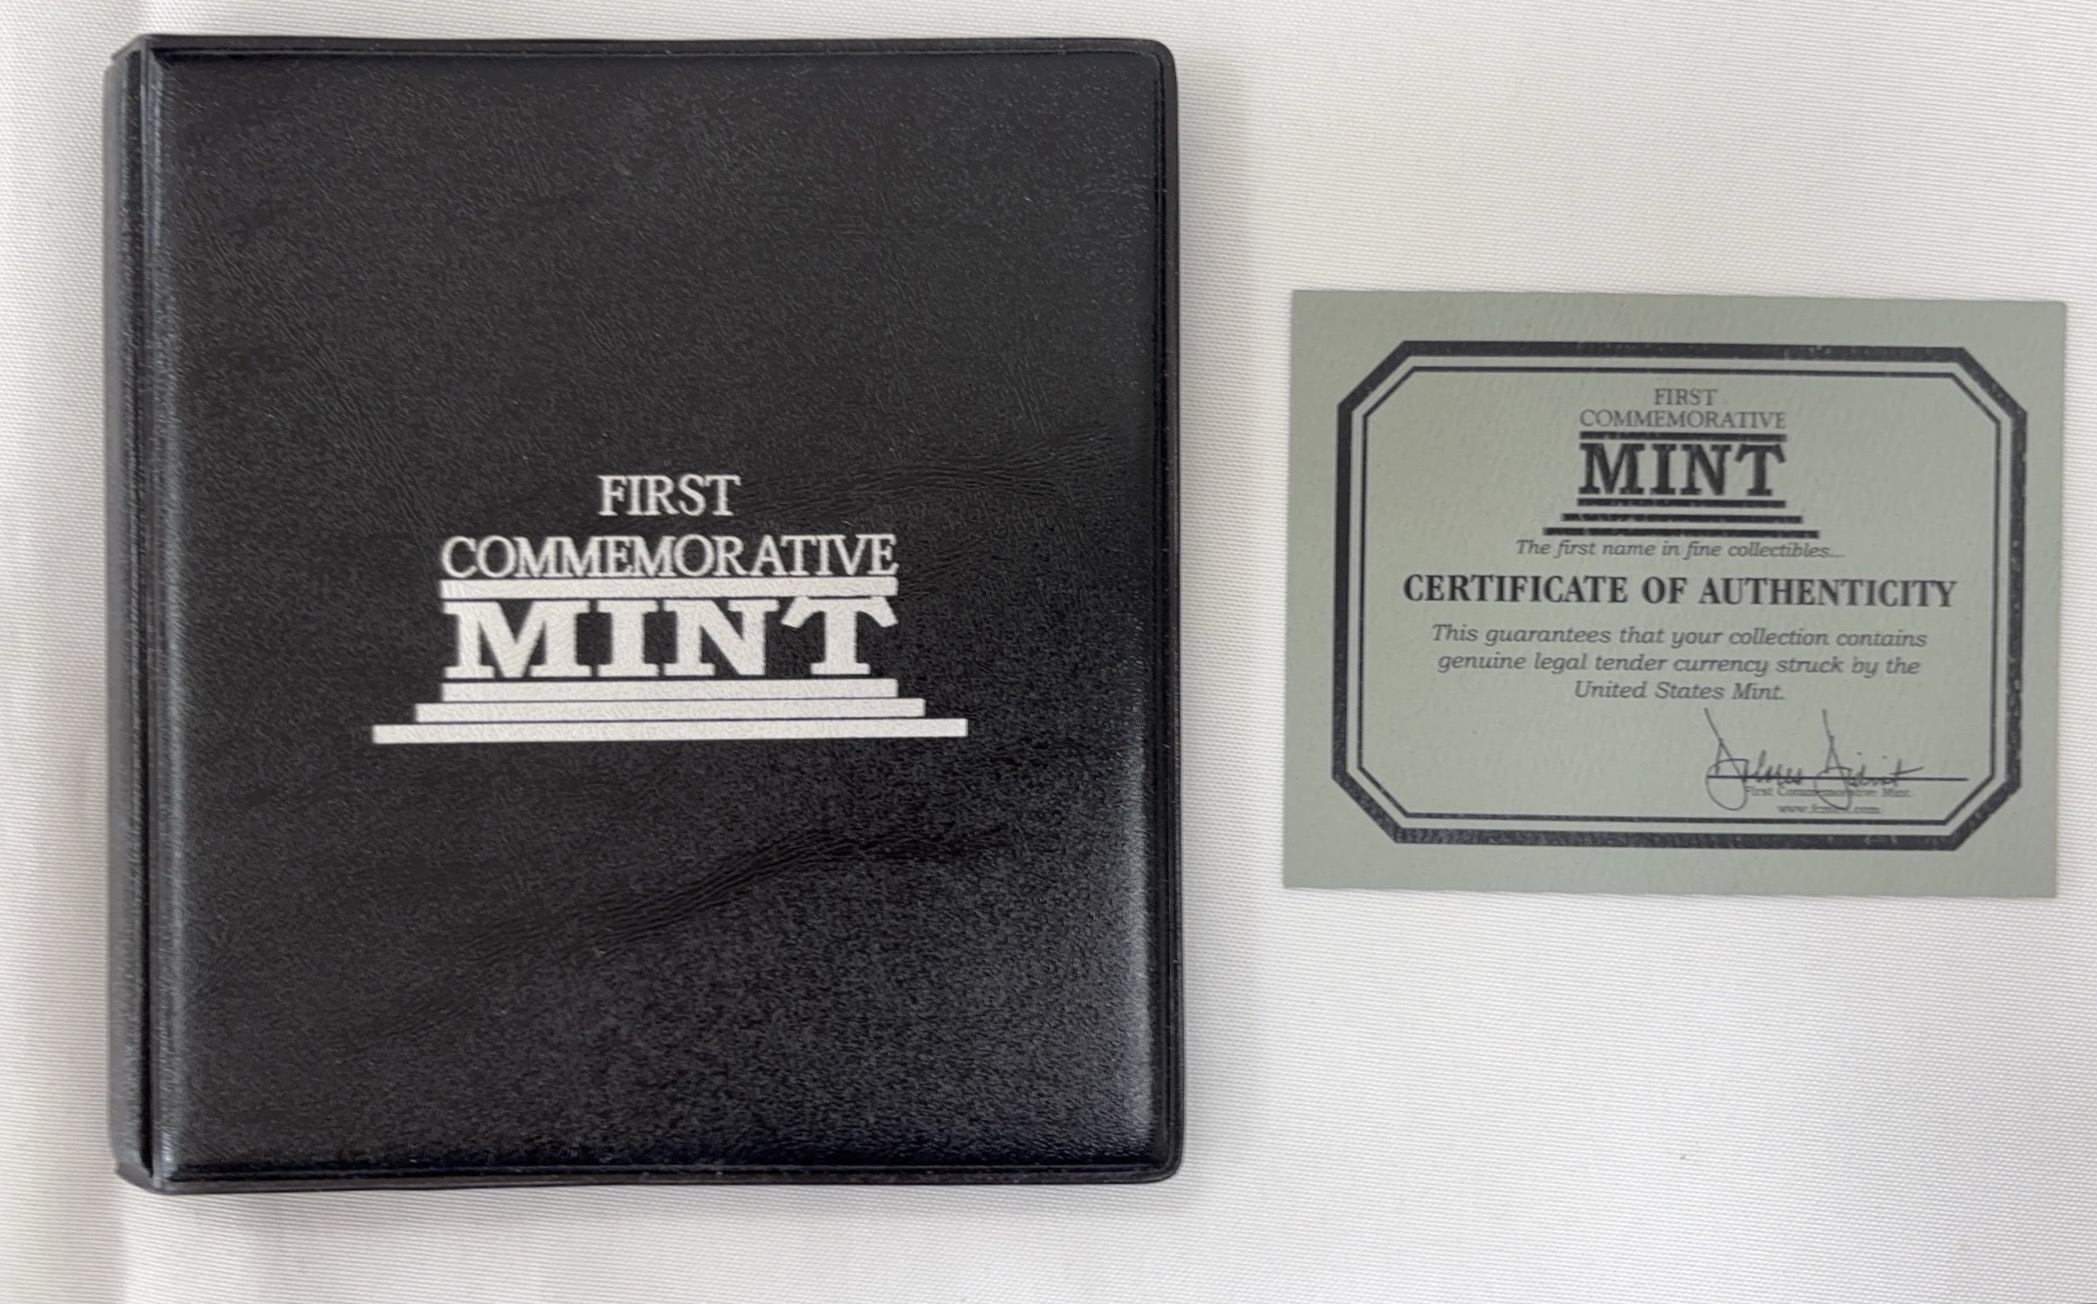 FIRST
COMMEMORATIVE
MINT
FIRST
COMMEMORATIVE
MINT
The first name in fine collectibles...
CERTIFICATE OF AUTHENTICITY
This guarantees that your collection contains
genuine legal tender currency struck by the
United States Mint.
First Commemorative Mint